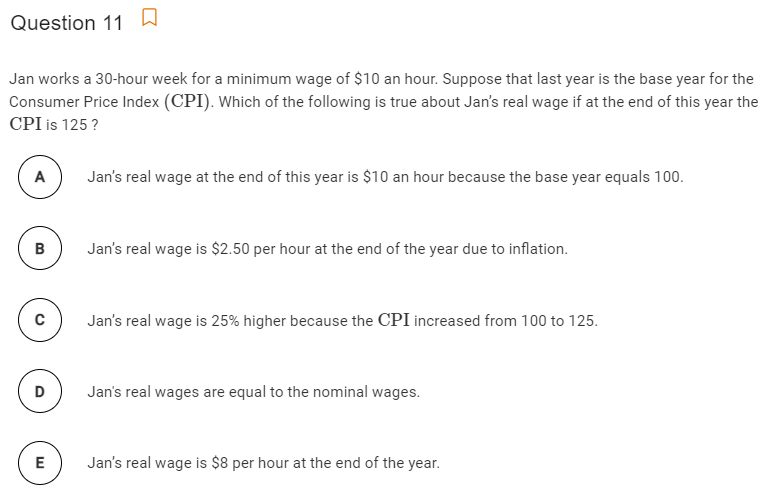 Question 11
Jan works a 30-hour week for a minimum wage of $10 an hour. Suppose that last year is the base year for the
Consumer Price Index (CPI). Which of the following is true about Jan's real wage if at the end of this year the
CPI is 125 ?
A Jan's real wage at the end of this year is $10 an hour because the base year equals 100.
B Jan's real wage is $2.50 per hour at the end of the year due to inflation.
C Jan's real wage is 25% higher because the CPI increased from 100 to 125.
D Jan's real wages are equal to the nominal wages.
E Jan's real wage is $8 per hour at the end of the year.